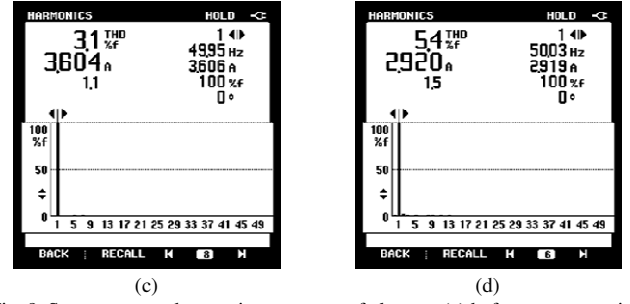 HARMONICS HOLD
3.1 THD %f 1
49.95 Hz
3.604 A 3.606 A
1.1 100 %f
0 °
100
%f
50
0
1 5 9 13 17 21 25 29 33 37 41 45 49
BACK RECALL 8
(c)
HARMONICS HOLD
5.4 THD %f 1
50.03 Hz
2.920 A 2.919 A
1.5 100 %f
0 °
100
%f
50
0
1 5 9 13 17 21 25 29 33 37 41 45 49
BACK RECALL 6
(d)